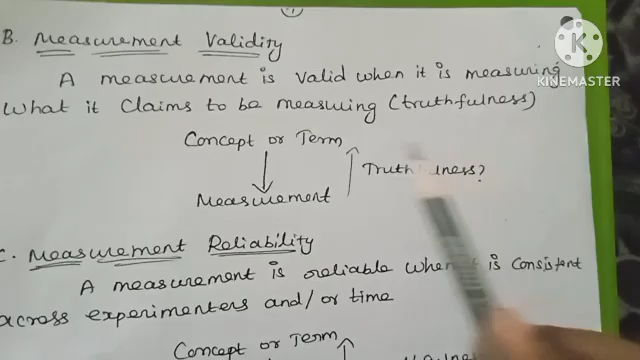 B. Measurement Validity
A measurement is valid when it is measuring
what it claims to be measuring (truthfulness)
Concept or Term
Truthfulness?
Measurement
C. Measurement Reliability
A measurement is reliable when it is consistent
across experimenters and/or time
Concept or Term
K
KINEMASTER